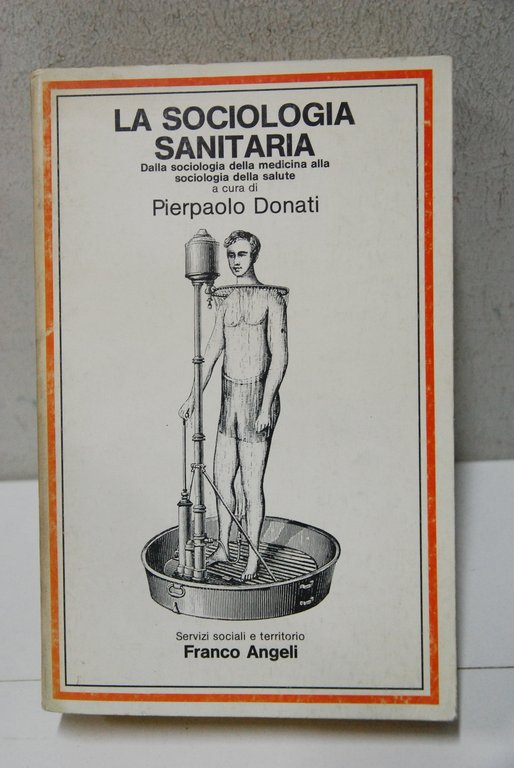 LA SOCIOLOGIA
SANITARIA
Dalla sociologia della medicina alla
sociologia della salute
a cura di
Pierpaolo Donati
Servizi sociali e territorio
Franco Angeli